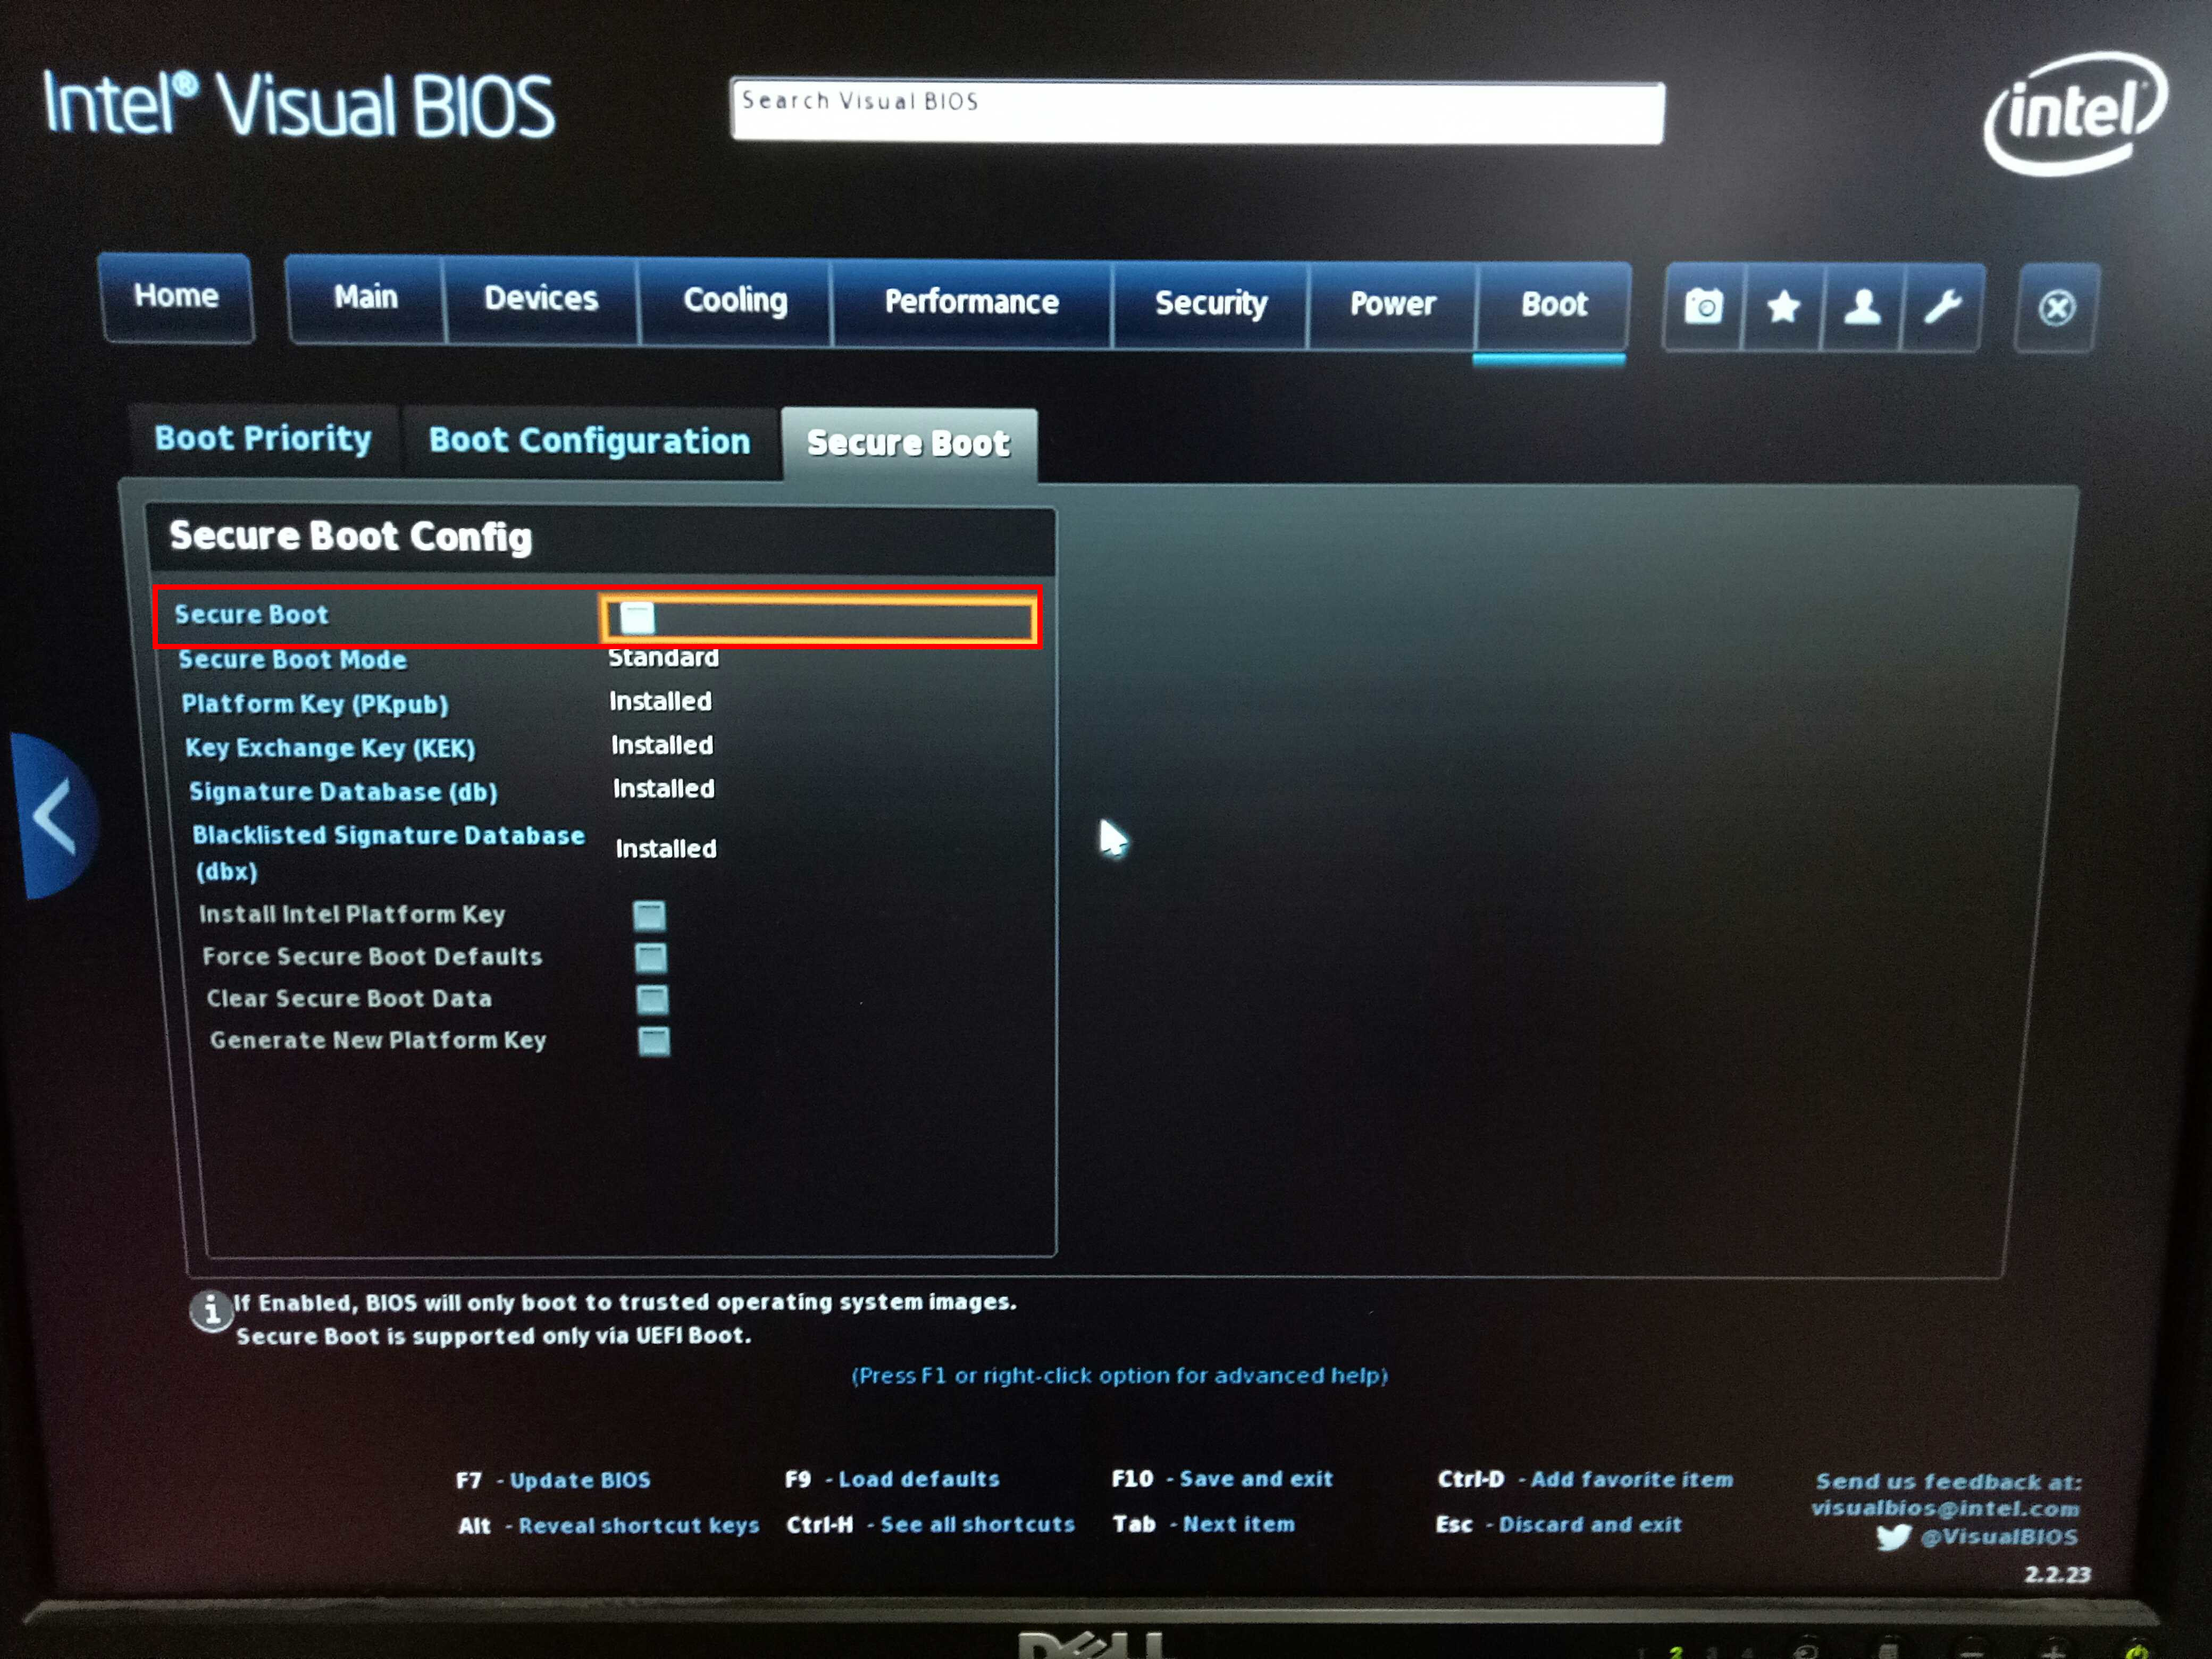 Intel® Visual BIOS
Search Visual BIOS
intel
Home
Main
Devices
Cooling
Performance
Security
Power
Boot
Boot Priority
Boot Configuration
Secure Boot
Secure Boot Config
Secure Boot
Secure Boot Mode Standard
Platform Key (PKpub) Installed
Key Exchange Key (KEK) Installed
Signature Database (db) Installed
Blacklisted Signature Database
(dbx) Installed
Install Intel Platform Key
Force Secure Boot Defaults
Clear Secure Boot Data
Generate New Platform Key
If Enabled, BIOS will only boot to trusted operating system images.
Secure Boot is supported only via UEFI Boot.
(Press F1 or right-click option for advanced help)
F7 - Update BIOS
F9 - Load defaults
F10 - Save and exit
Ctrl-D - Add favorite item
Alt - Reveal shortcut keys
Ctrl-H - See all shortcuts
Tab - Next item
Esc - Discard and exit
Send us feedback at:
visualbios@intel.com
@VisualBIOS
2.2.23
DELL
1 2 3 4